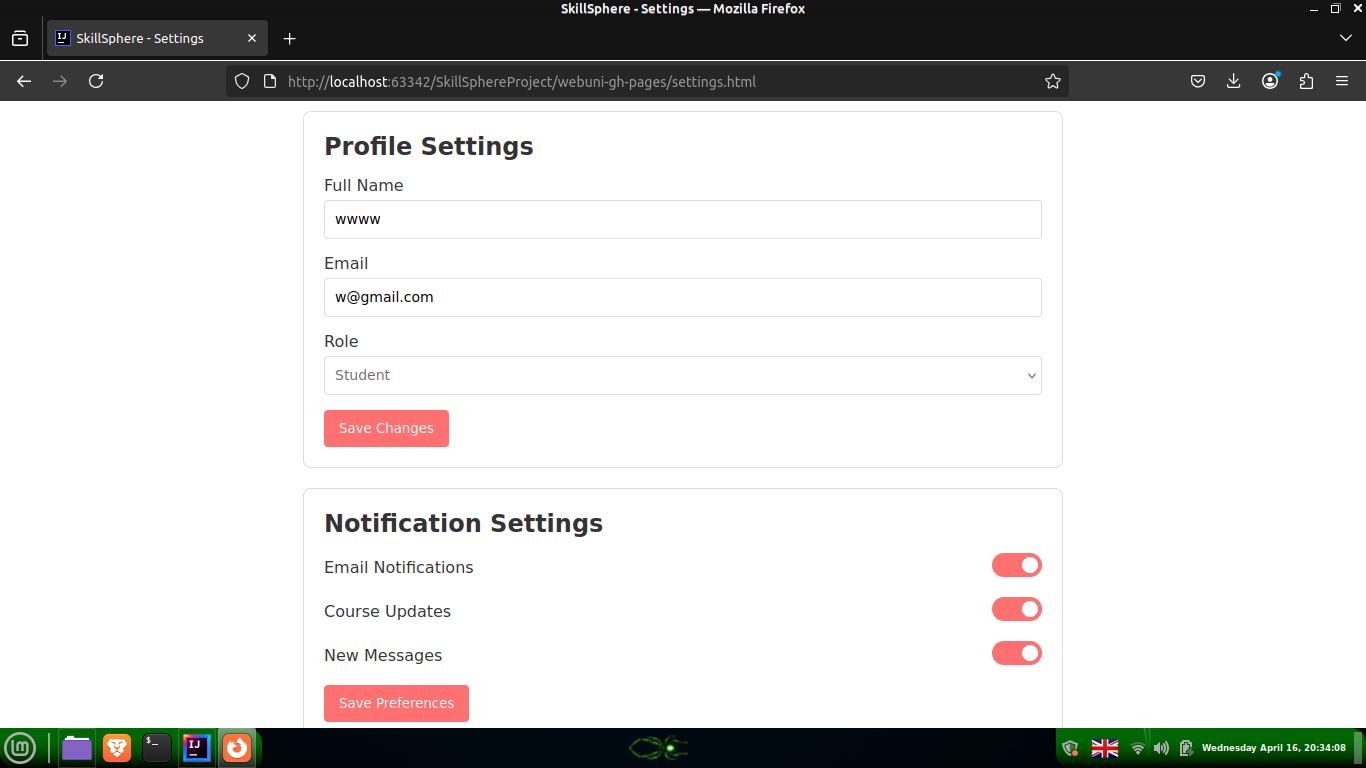 SkillSphere - Settings — Mozilla Firefox
SkillSphere - Settings
http://localhost:63342/SkillSphereProject/webuni-gh-pages/settings.html
Profile Settings
Full Name
wwww
Email
w@gmail.com
Role
Student
Save Changes
Notification Settings
Email Notifications
Course Updates
New Messages
Save Preferences
Wednesday April 16, 20:34:08